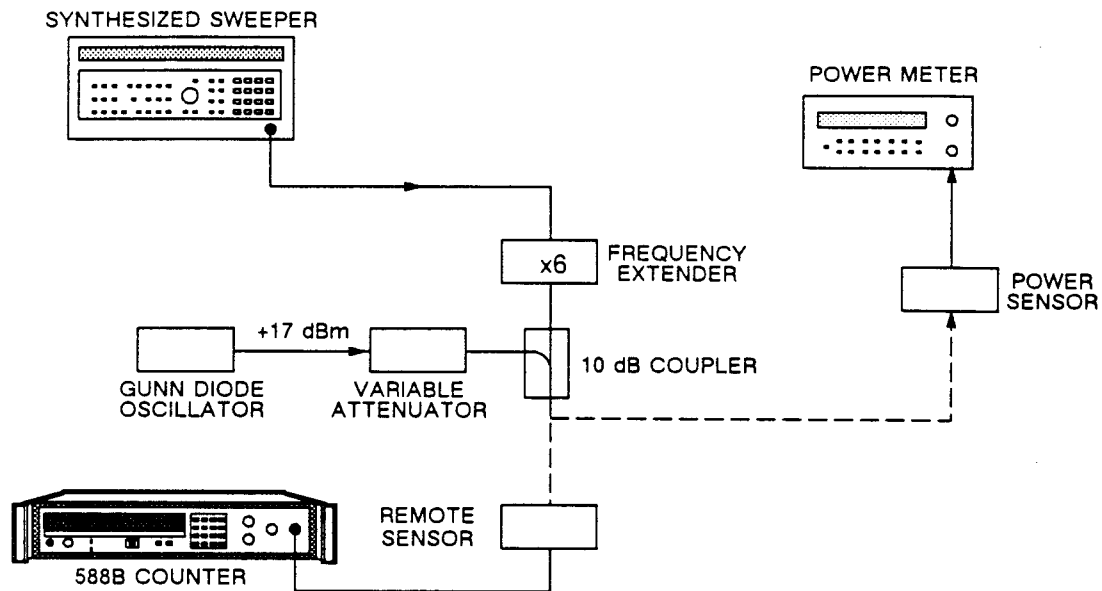 SYNTHESIZED SWEEPER
POWER METER
x6
FREQUENCY
EXTENDER
POWER
SENSOR
+17 dBm
10 dB COUPLER
GUNN DIODE
OSCILLATOR
VARIABLE
ATTENUATOR
REMOTE
SENSOR
588B COUNTER